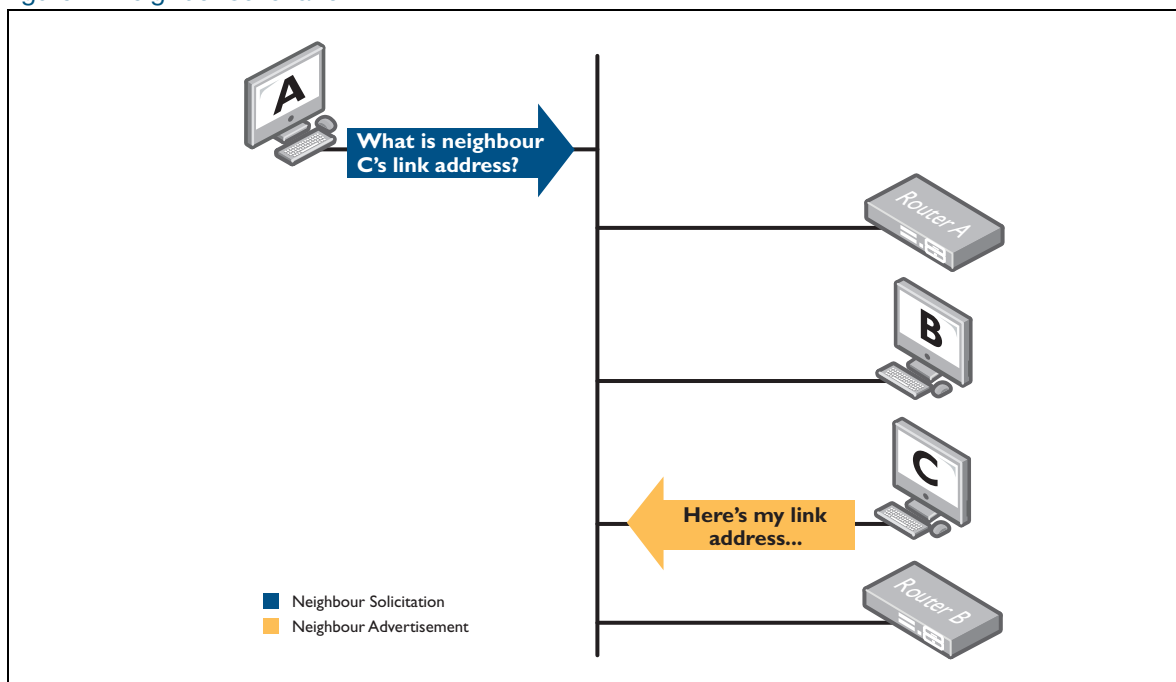 A
What is neighbour
C's link address?
Router A
B
C
Here's my link
address...
Router B
Neighbour Solicitation
Neighbour Advertisement